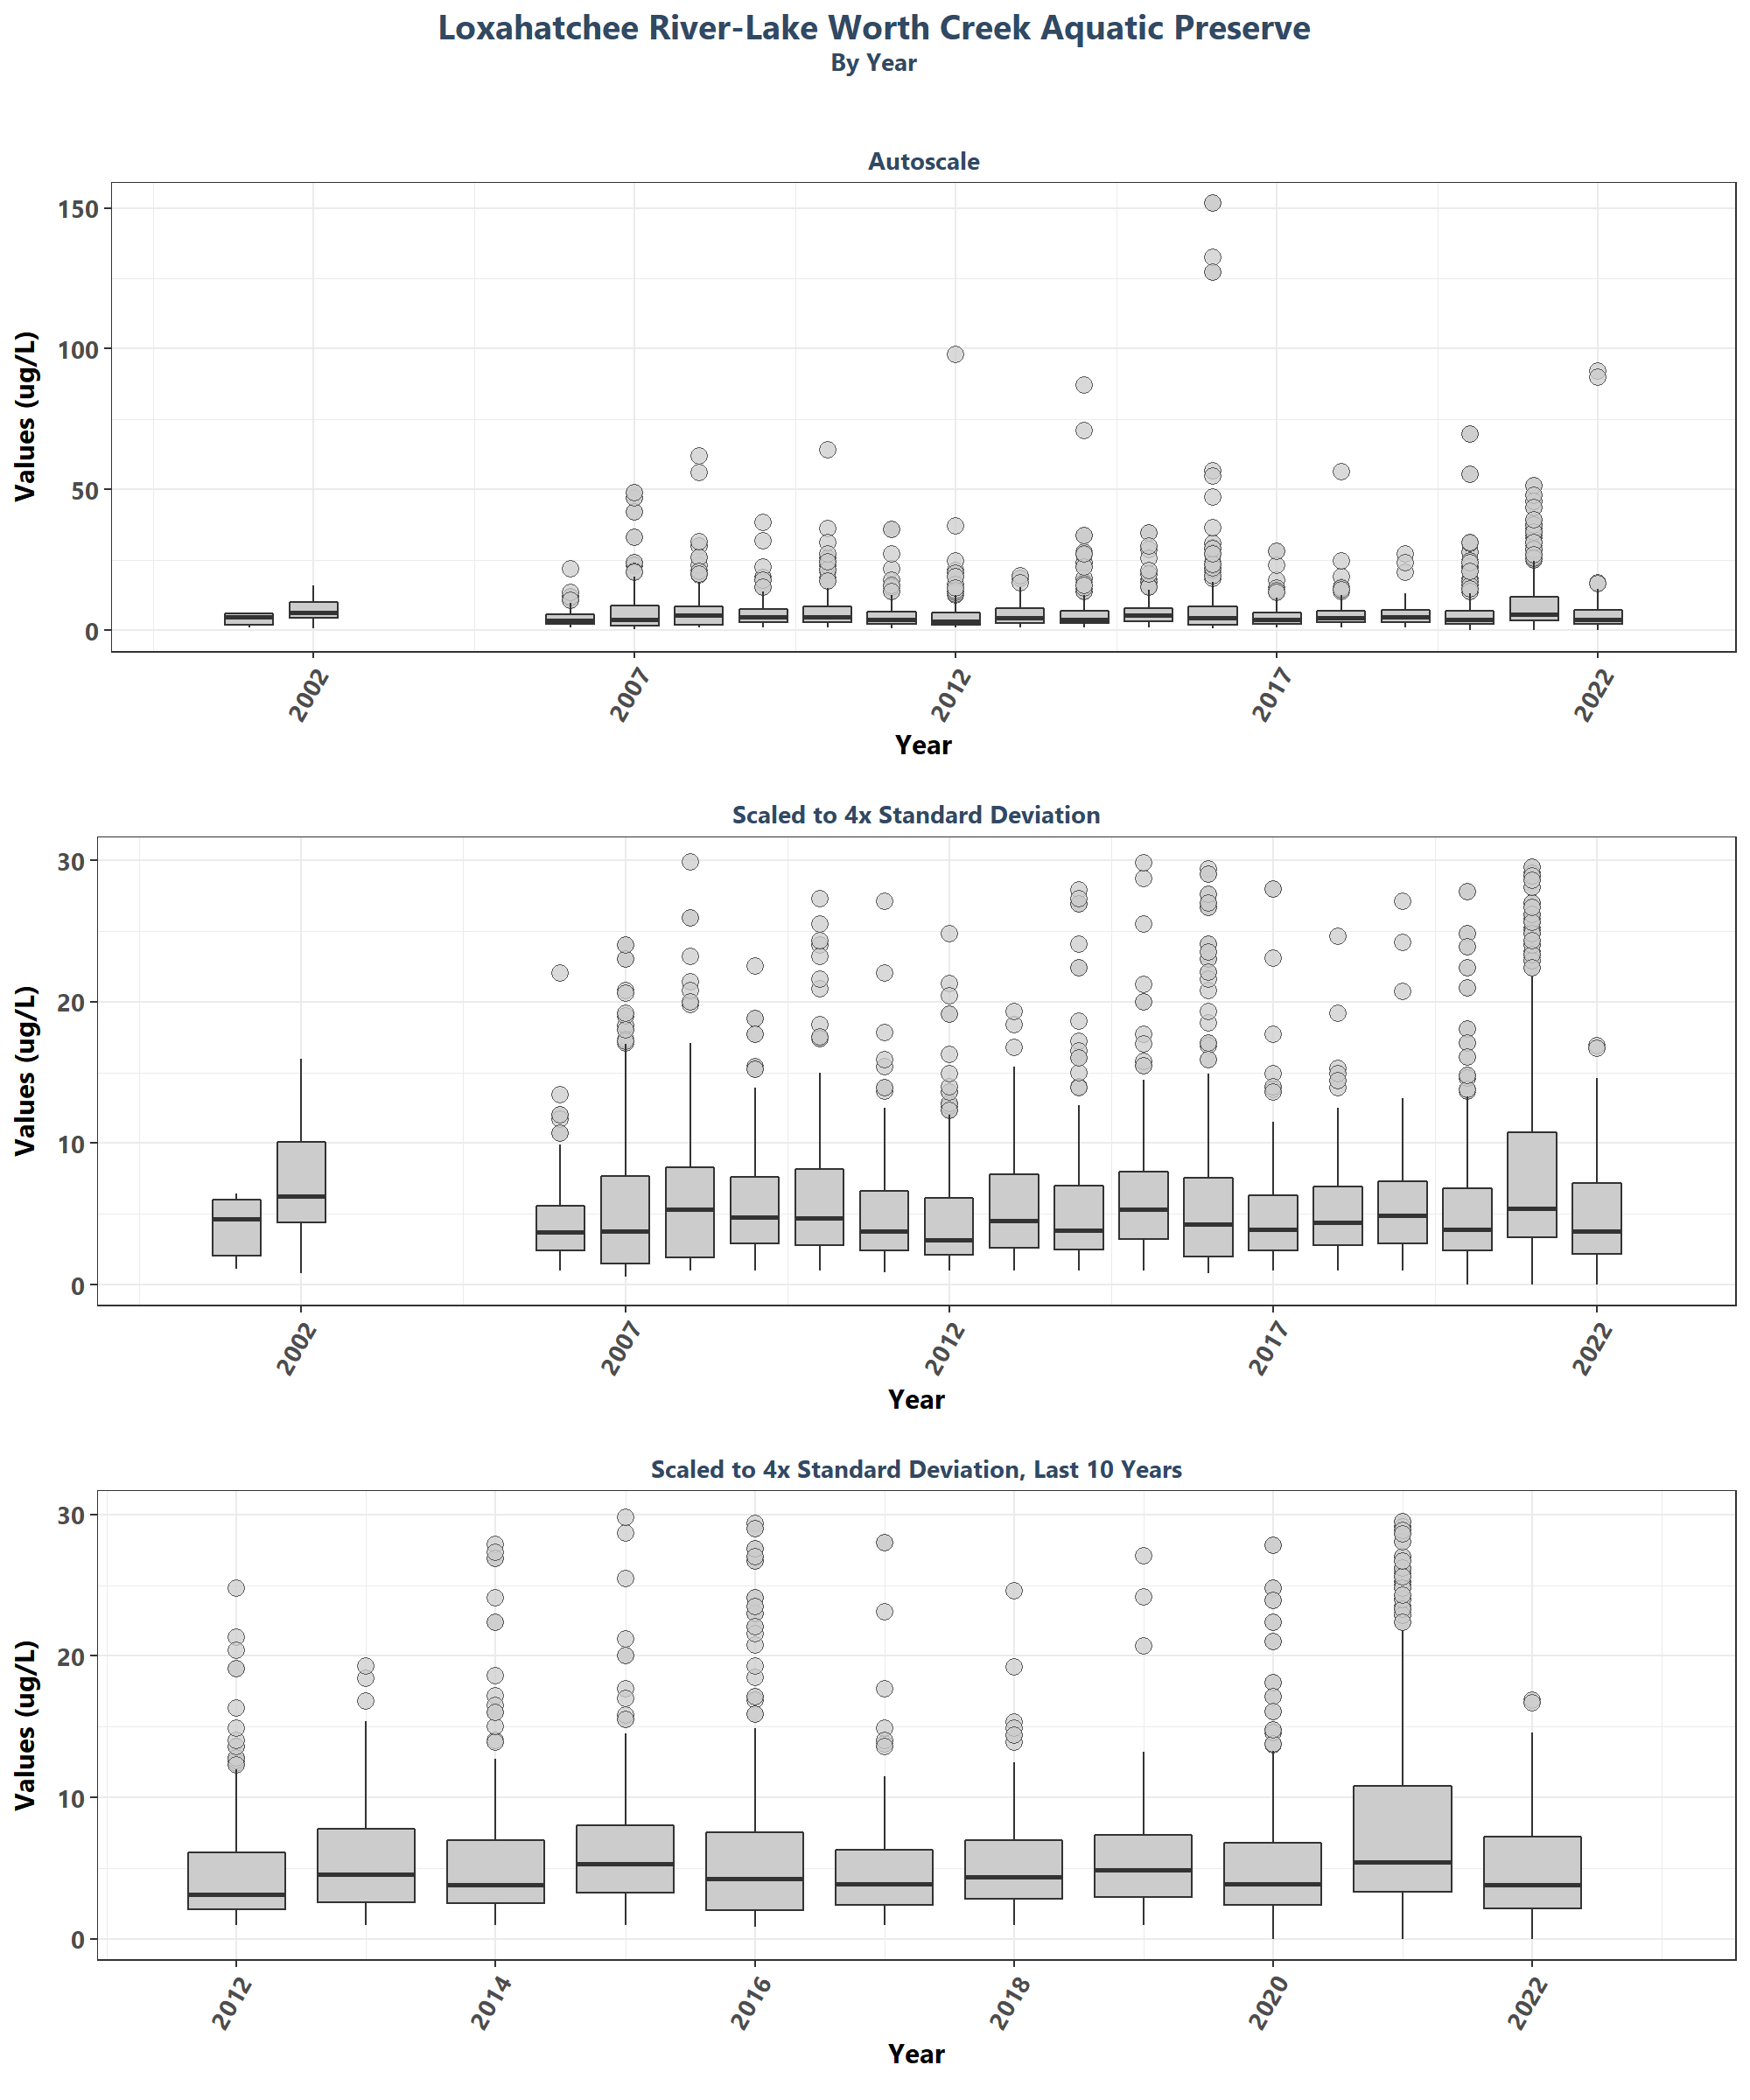 Loxahatchee River-Lake Worth Creek Aquatic Preserve
By Year
Autoscale
Values (ug/L)
150
100
50
0
2002
2007
2012
2017
2022
Year
Scaled to 4x Standard Deviation
Values (ug/L)
30
20
10
0
2002
2007
2012
2017
2022
Year
Scaled to 4x Standard Deviation, Last 10 Years
Values (ug/L)
30
20
10
0
2012
2014
2016
2018
2020
2022
Year